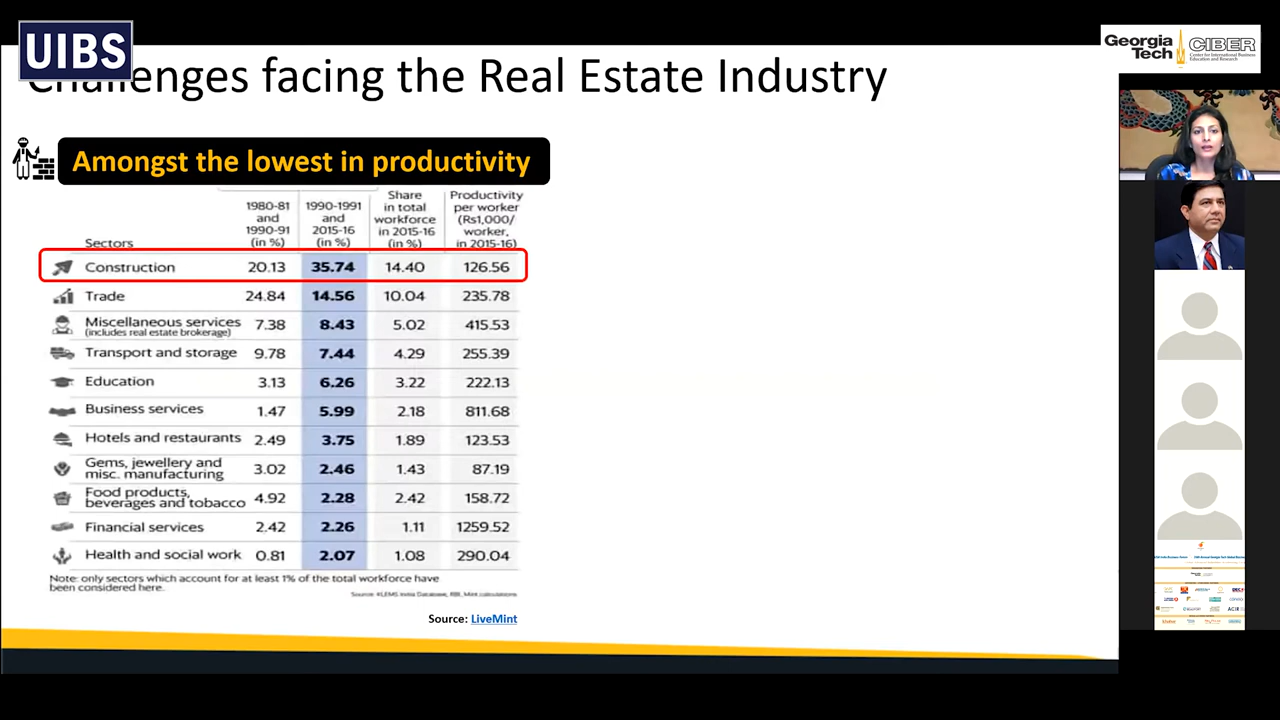 UIBS
Georgia Tech
CIBER
Center for International Business
Education and Research
Challenges facing the Real Estate Industry
Amongst the lowest in productivity
Sectors
1980-81 and 1990-91 (in %)
1990-1991 and 2015-16 (in %)
Share in total workforce in 2015-16 (in %)
Productivity per worker (Rs1,000/ worker, in 2015-16)
Construction 20.13 35.74 14.40 126.56
Trade 24.84 14.56 10.04 235.78
Miscellaneous services (includes real estate brokerage) 7.38 8.43 5.02 415.53
Transport and storage 9.78 7.44 4.29 255.39
Education 3.13 6.26 3.22 222.13
Business services 1.47 5.99 2.18 811.68
Hotels and restaurants 2.49 3.75 1.89 123.53
Gems, jewellery and misc. manufacturing 3.02 2.46 1.43 87.19
Food products, beverages and tobacco 4.92 2.28 2.42 158.72
Financial services 2.42 2.26 1.11 1259.52
Health and social work 0.81 2.07 1.08 290.04
Note: only sectors which account for at least 1% of the total workforce have
been considered here.
Source: KLEMS India Database, RBI, Mint calculations
Source: LiveMint